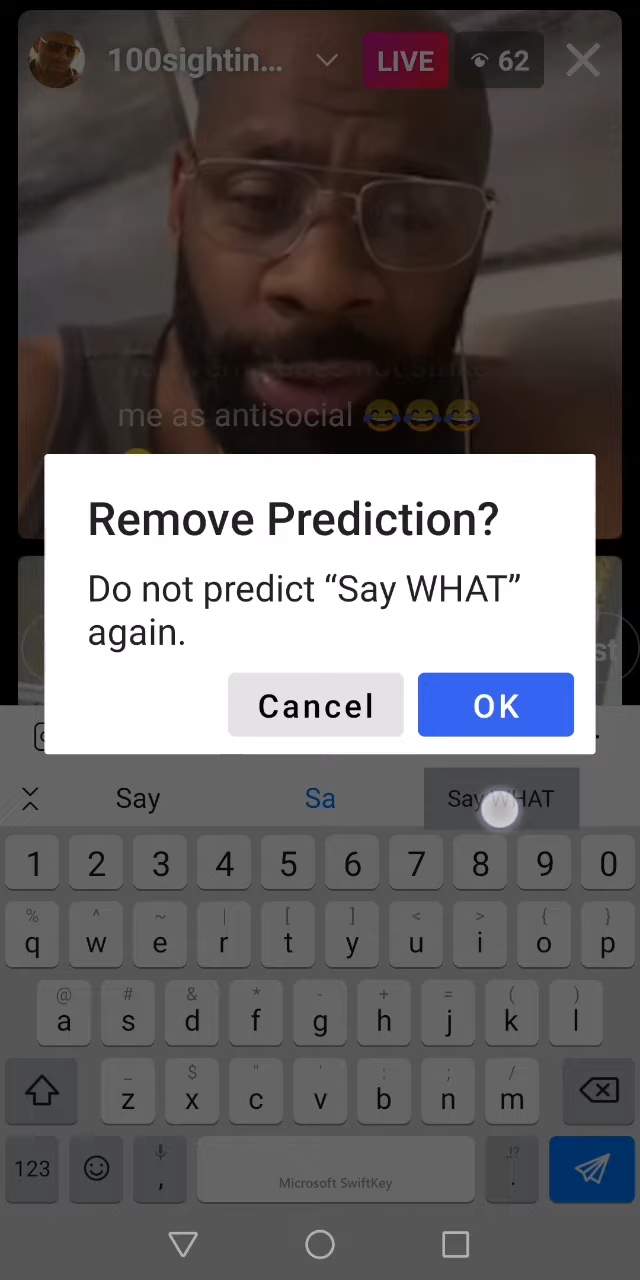 100sightin... LIVE 62
me as antisocial 😂😂😂
Remove Prediction?
Do not predict “Say WHAT”
again.
Cancel OK
st
Say Sa Say WHAT
1 2 3 4 5 6 7 8 9 0
% ^ ~ | [ ] < > { }
q w e r t y u i o p
@ # & * - + = ( )
a s d f g h j k l
_ $ " ' : ; /
z x c v b n m
123 , Microsoft SwiftKey .!? .